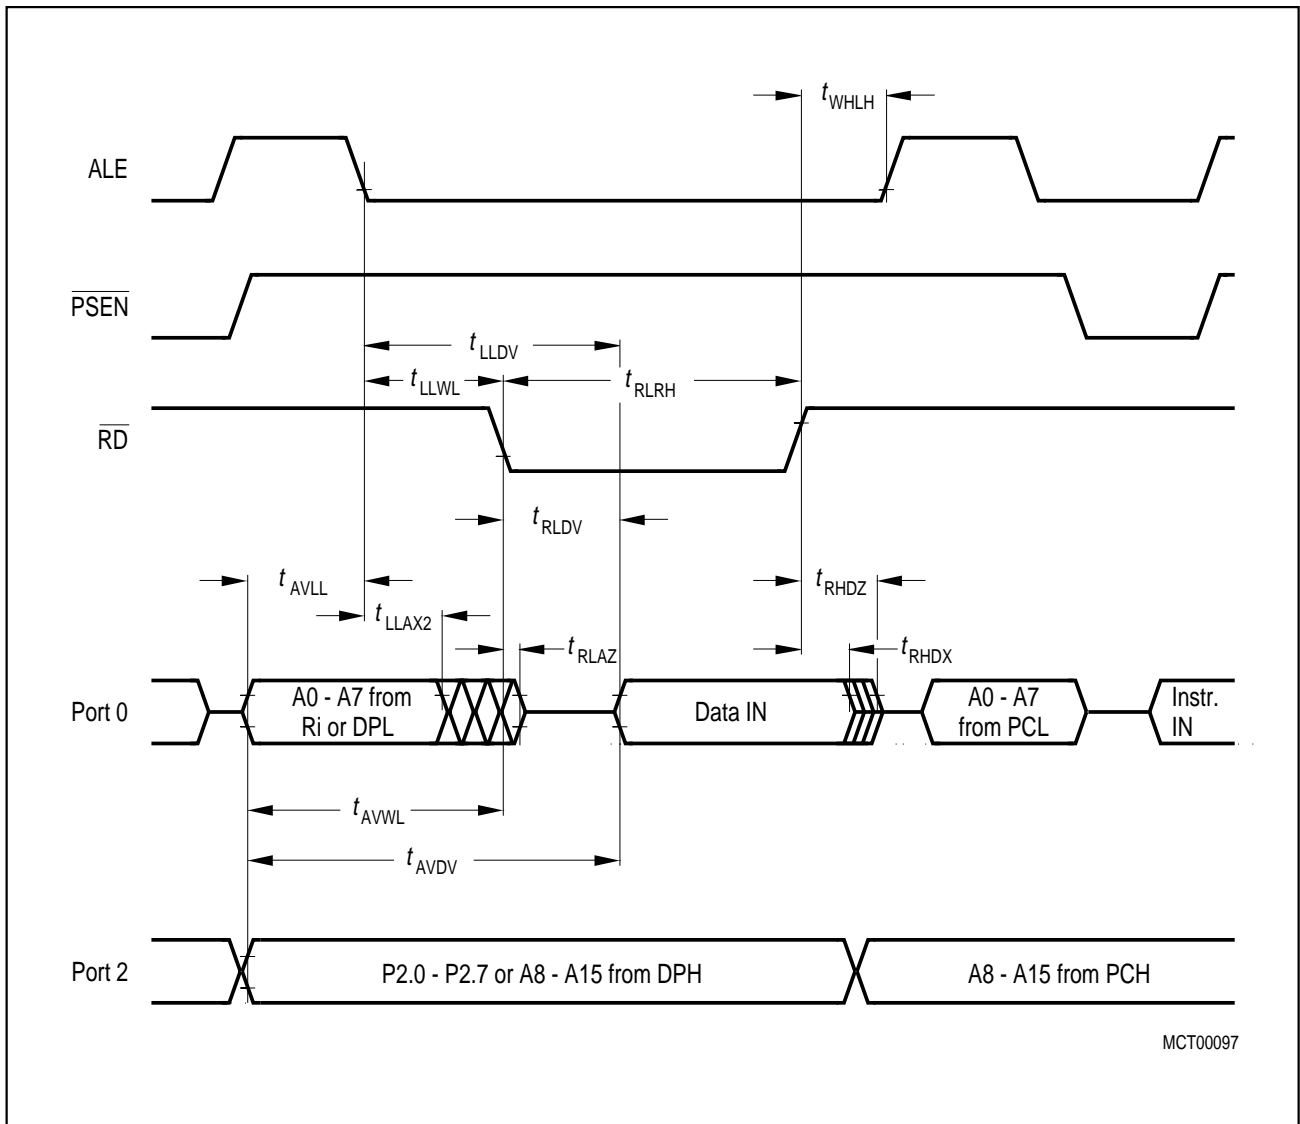 t WHLH
ALE
PSEN
t LLDV
t LLWL
t RLRH
RD
t RLDV
t AVLL
t RHDZ
t LLAX2
t RLAZ
t RHDX
Port 0
A0 - A7 from
Ri or DPL
Data IN
A0 - A7
from PCL
Instr.
IN
t AVWL
t AVDV
Port 2
P2.0 - P2.7 or A8 - A15 from DPH
A8 - A15 from PCH
MCT00097